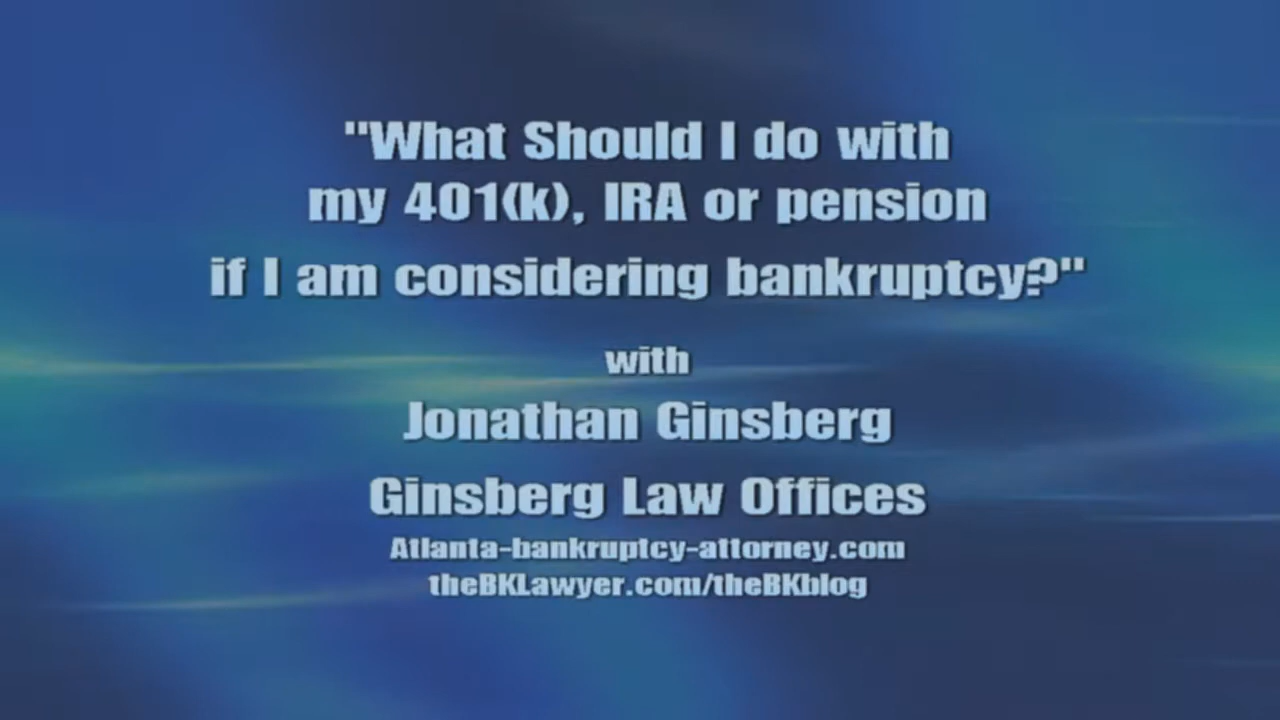 "What Should I do with
my 401(k), IRA or pension
if I am considering bankruptcy?"
with
Jonathan Ginsberg
Ginsberg Law Offices
Atlanta-bankruptcy-attorney.com
theBKLawyer.com/theBKblog